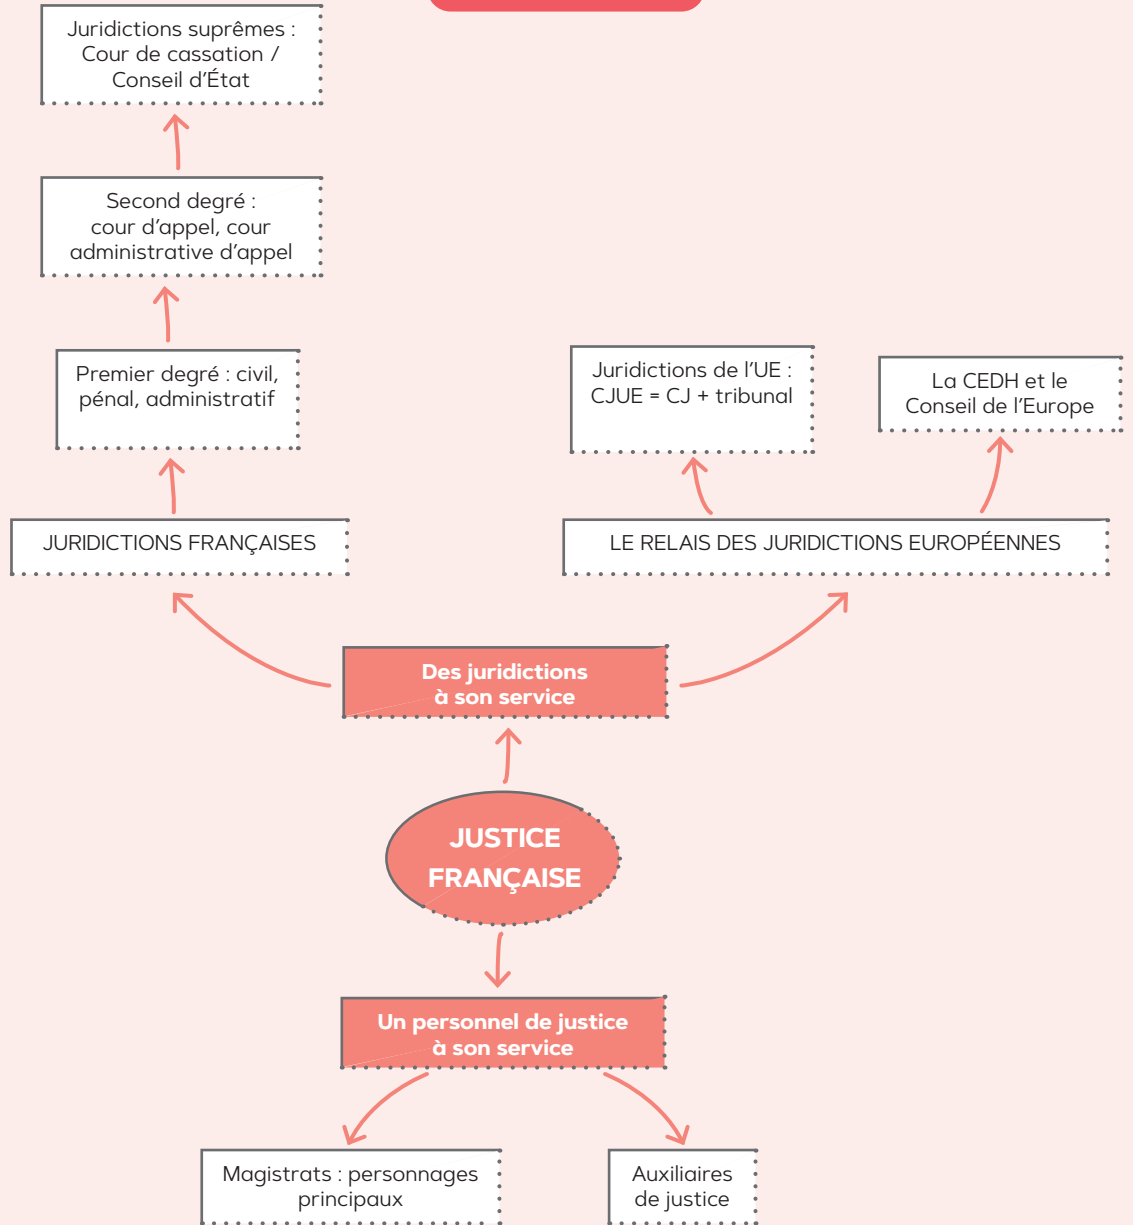 Juridictions suprêmes :
Cour de cassation /
Conseil d'État
Second degré :
cour d'appel, cour
administrative d'appel
Premier degré : civil,
pénal, administratif
Juridictions de l'UE :
CJUE = CJ + tribunal
La CEDH et le
Conseil de l'Europe
JURIDICTIONS FRANÇAISES
LE RELAIS DES JURIDICTIONS EUROPÉENNES
Des juridictions
à son service
JUSTICE
FRANÇAISE
Un personnel de justice
à son service
Magistrats : personnages
principaux
Auxiliaires
de justice